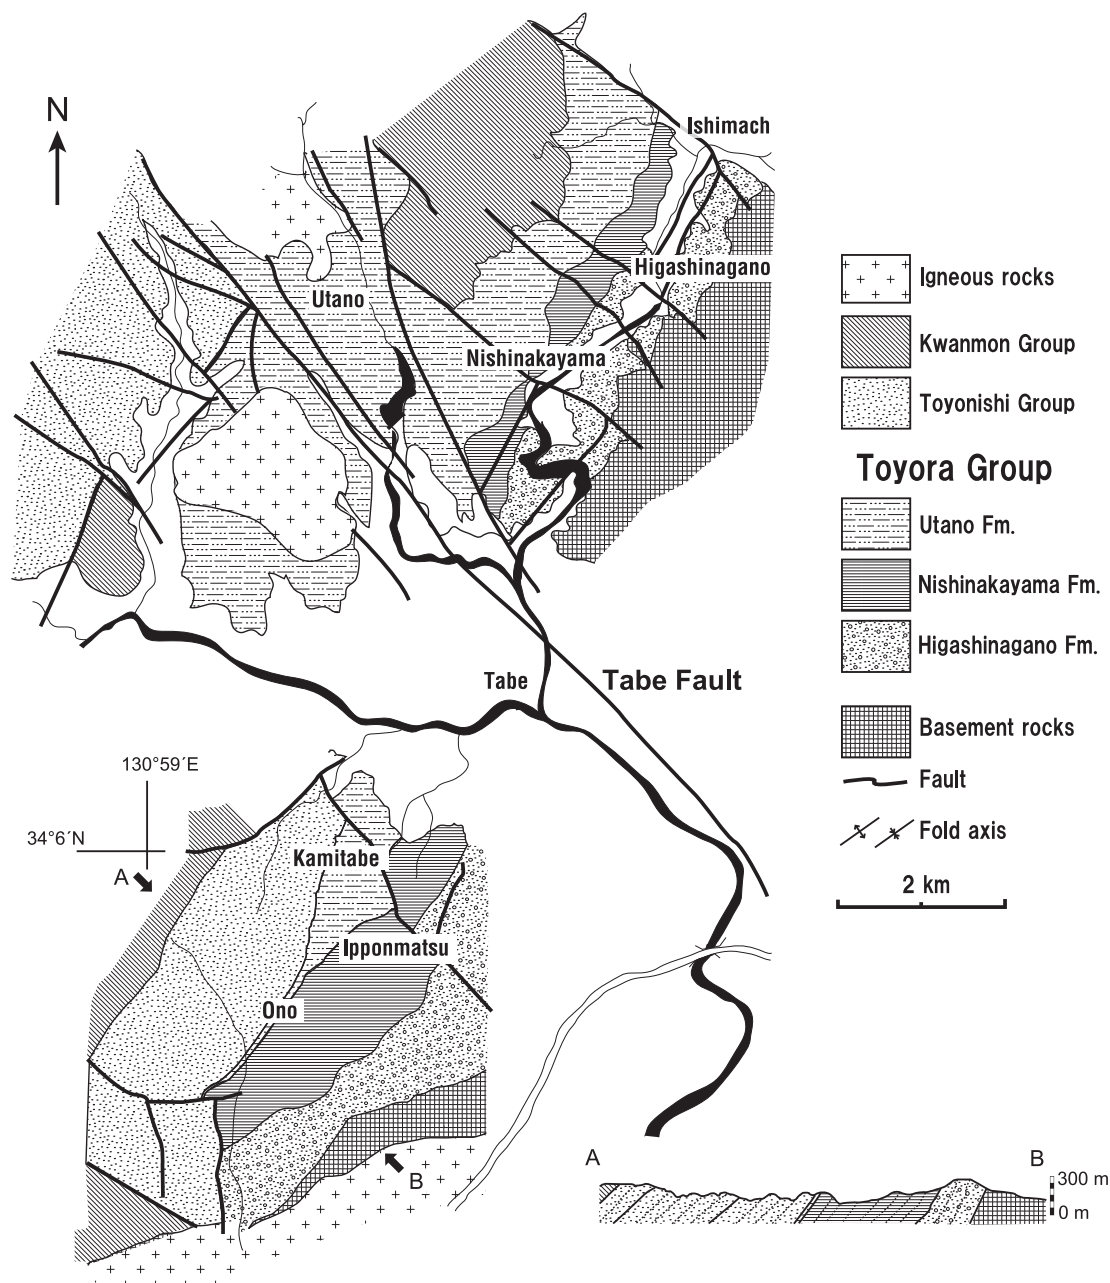 N
Ishimach
Higashinagano
Utano
Nishinakayama
Igneous rocks
Kwanmon Group
Toyonishi Group
Toyora Group
Utano Fm.
Nishinakayama Fm.
Higashinagano Fm.
Basement rocks
Fault
Fold axis
2 km
Tabe
Tabe Fault
130°59´E
34°6´N
A
Kamitabe
Ipponmatsu
Ono
B
A
B
300 m
0 m